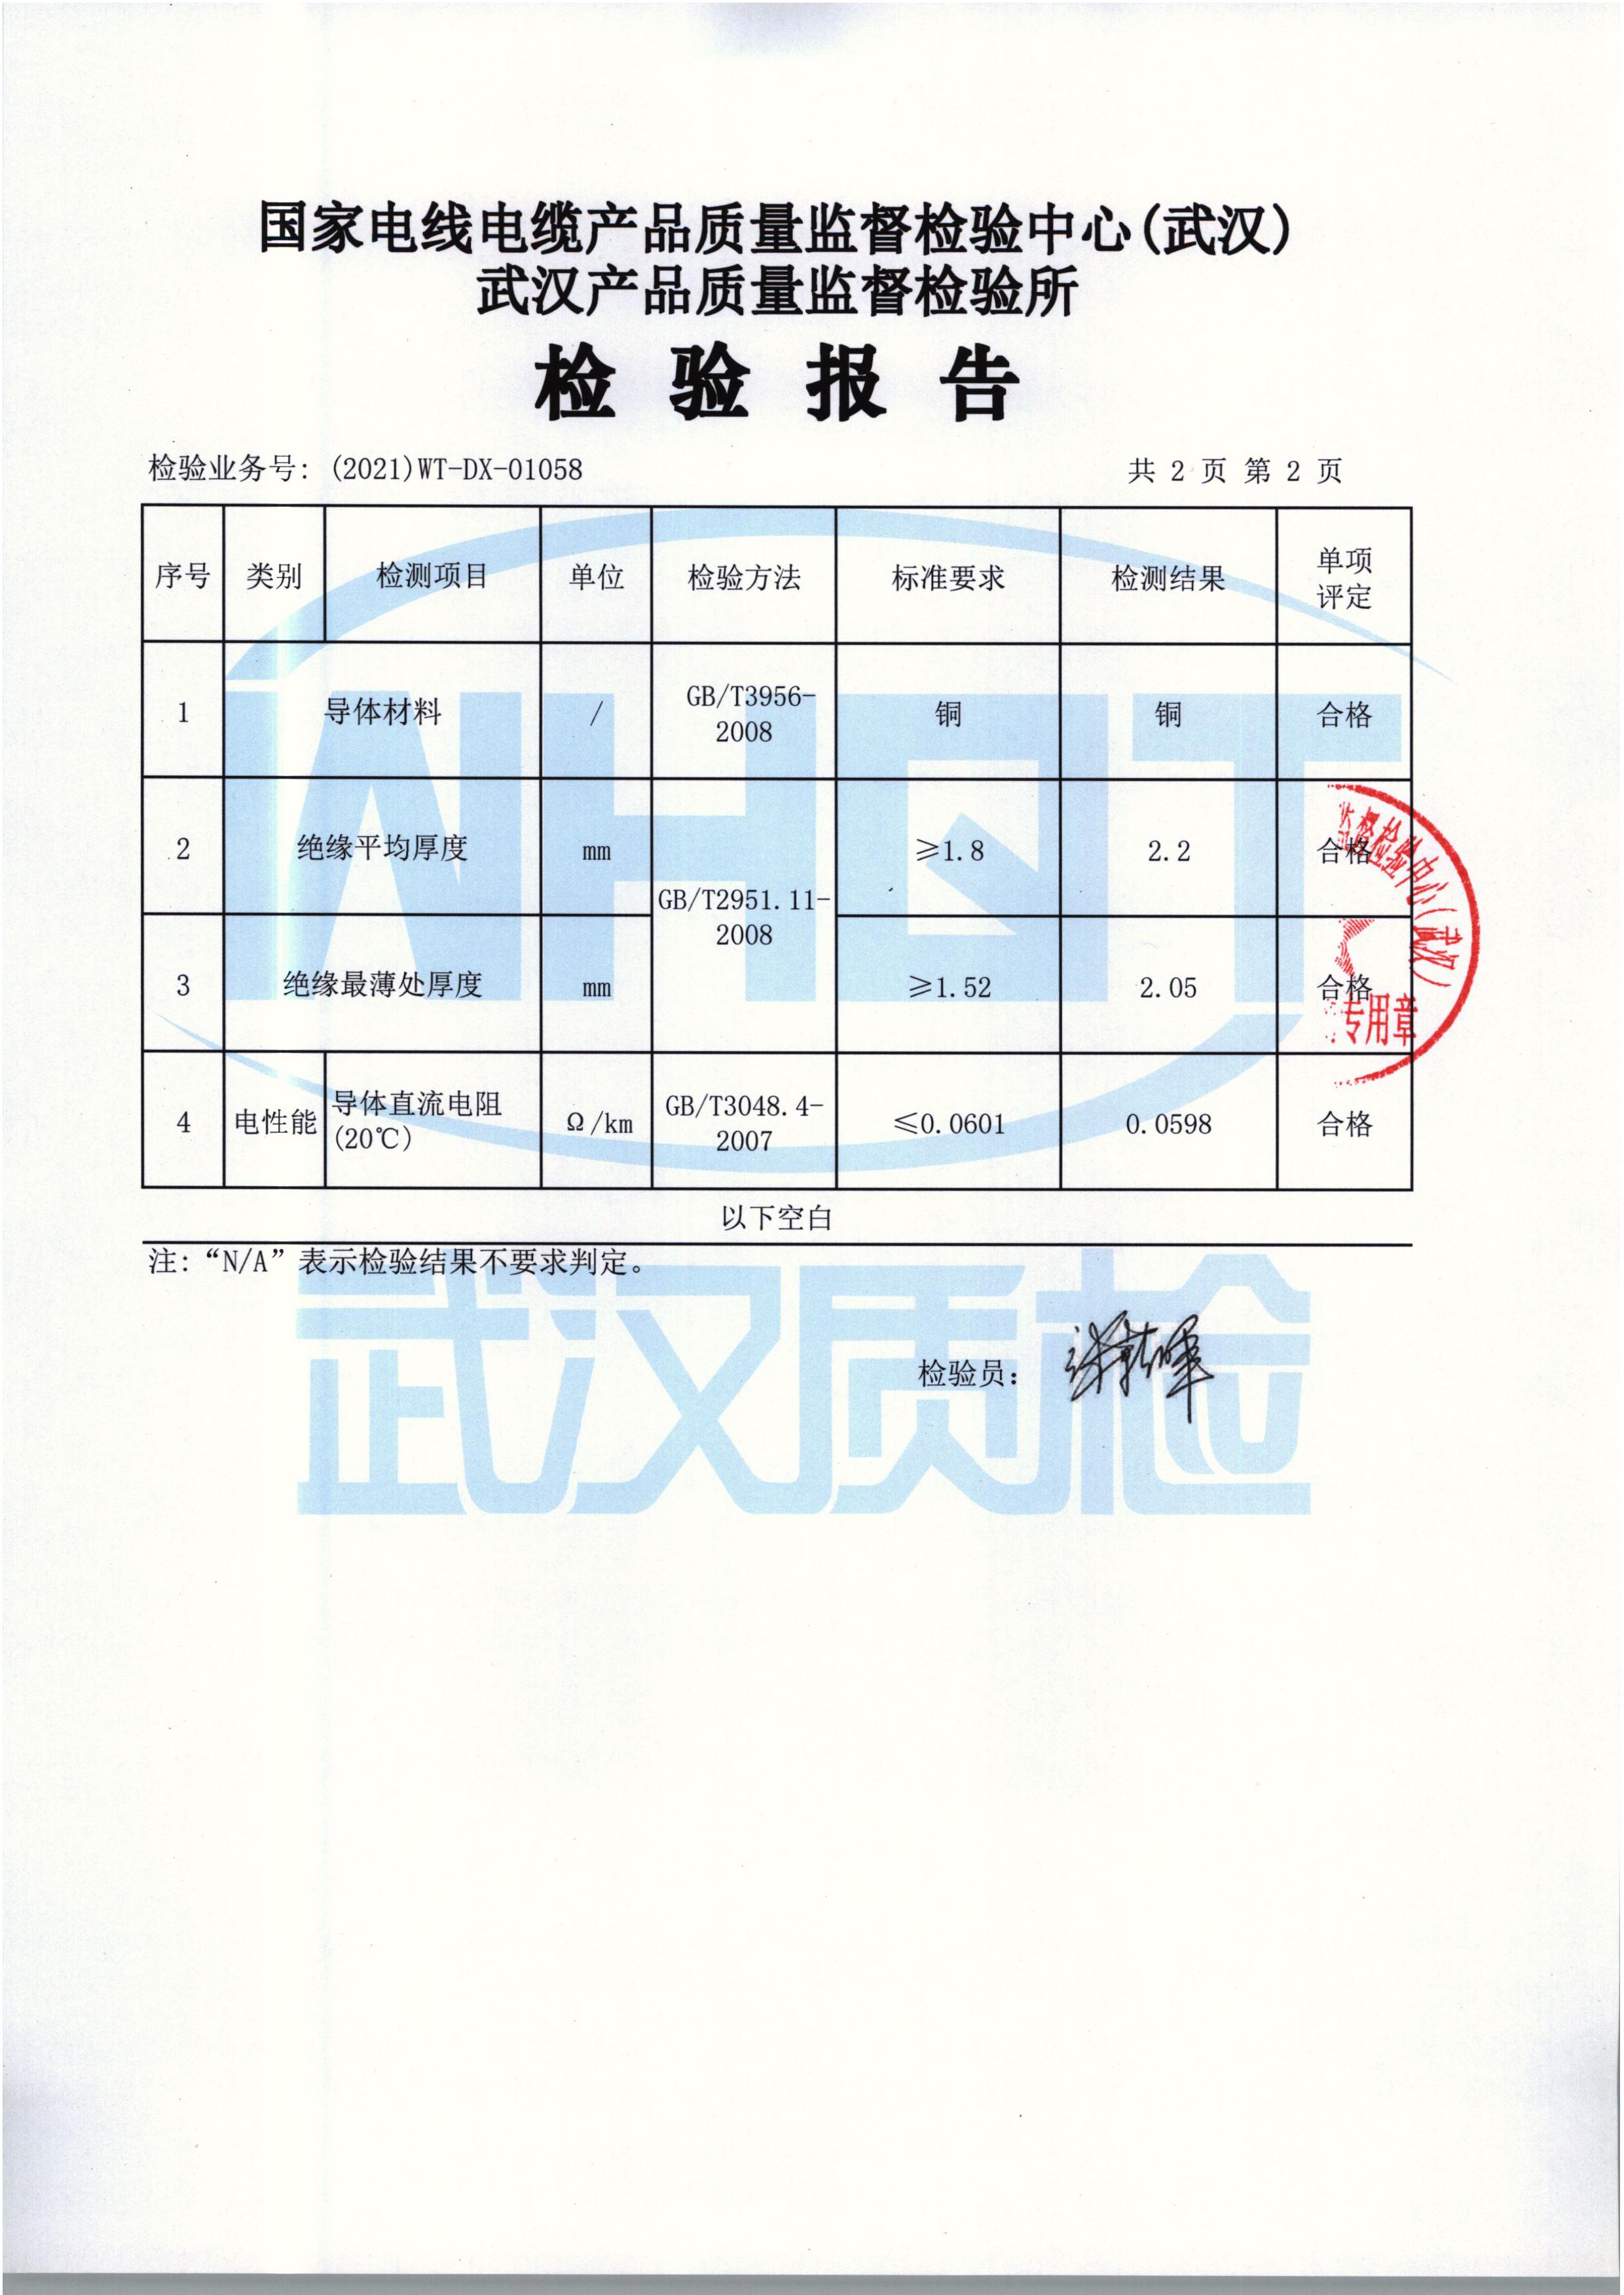 国家电线电缆产品质量监督检验中心(武汉)
武汉产品质量监督检验所
检验报告
检验业务号: (2021)WT-DX-01058
共 2 页 第 2 页
序号 类别 检测项目 单位 检验方法 标准要求 检测结果 单项
评定
1 导体材料 / GB/T3956-
2008 铜 铜 合格
2 绝缘平均厚度 mm ≥1.8 2.2 合格
GB/T2951.11-
2008
3 绝缘最薄处厚度 mm ≥1.52 2.05 合格
4 电性能 导体直流电阻
(20℃) Ω/km GB/T3048.4-
2007 ≤0.0601 0.0598 合格
以下空白
注:“N/A”表示检验结果不要求判定。
检验员:
WHQT
武汉质检
督检验中心(武汉)
专用章